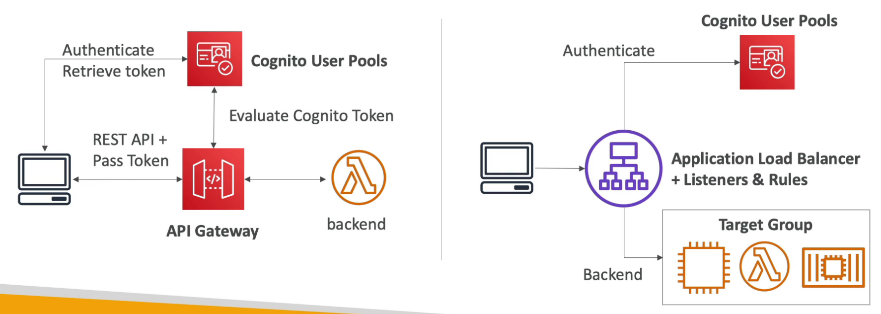 Authenticate
Retrieve token
Cognito User Pools
Evaluate Cognito Token
REST API +
Pass Token
</>
API Gateway
backend
Cognito User Pools
Authenticate
Application Load Balancer
+ Listeners & Rules
Target Group
Backend